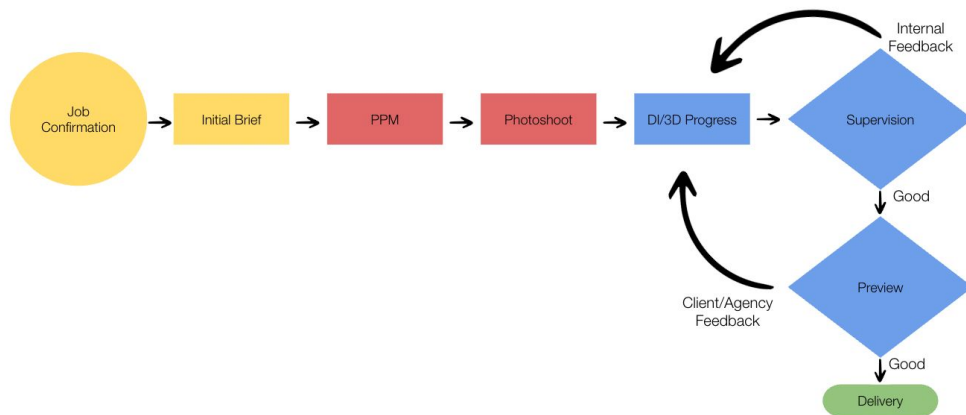 Internal
Feedback
Job
Confirmation
Initial Brief
PPM
Photoshoot
DI/3D Progress
Supervision
Good
Client/Agency
Feedback
Preview
Good
Delivery